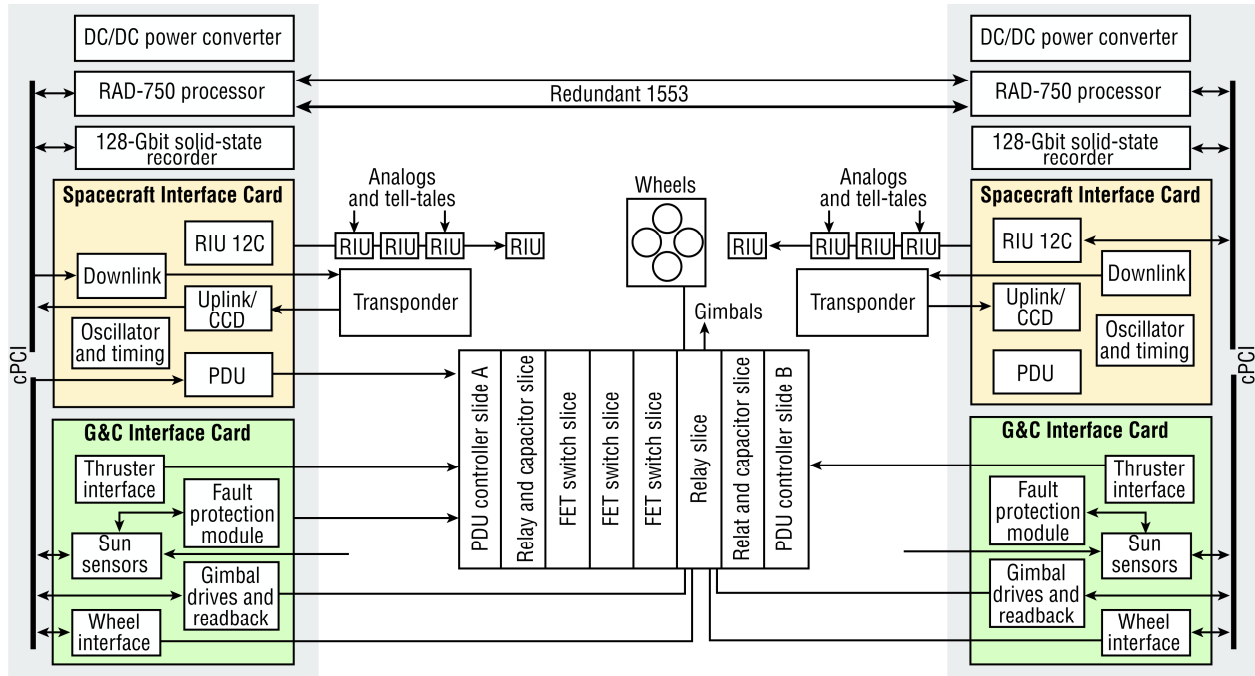 DC/DC power converter
RAD-750 processor
128-Gbit solid-state
recorder
Spacecraft Interface Card
RIU 12C
Downlink
Uplink/
CCD
Oscillator
and timing
PDU
cPCI
G&C Interface Card
Thruster
interface
Fault
protection
module
Sun
sensors
Gimbal
drives and
readback
Wheel
interface
Redundant 1553
Analogs
and tell-tales
RIU
RIU
RIU
RIU
Transponder
Wheels
Gimbals
PDU controller slide A
Relay and capacitor slice
FET switch slice
FET switch slice
FET switch slice
Relay slice
Relat and capacitor slice
PDU controller slide B
Analogs
and tell-tales
RIU
RIU
RIU
RIU
Transponder
DC/DC power converter
RAD-750 processor
128-Gbit solid-state
recorder
Spacecraft Interface Card
RIU 12C
Downlink
Uplink/
CCD
Oscillator
and timing
PDU
cPCI
G&C Interface Card
Thruster
interface
Fault
protection
module
Sun
sensors
Gimbal
drives and
readback
Wheel
interface